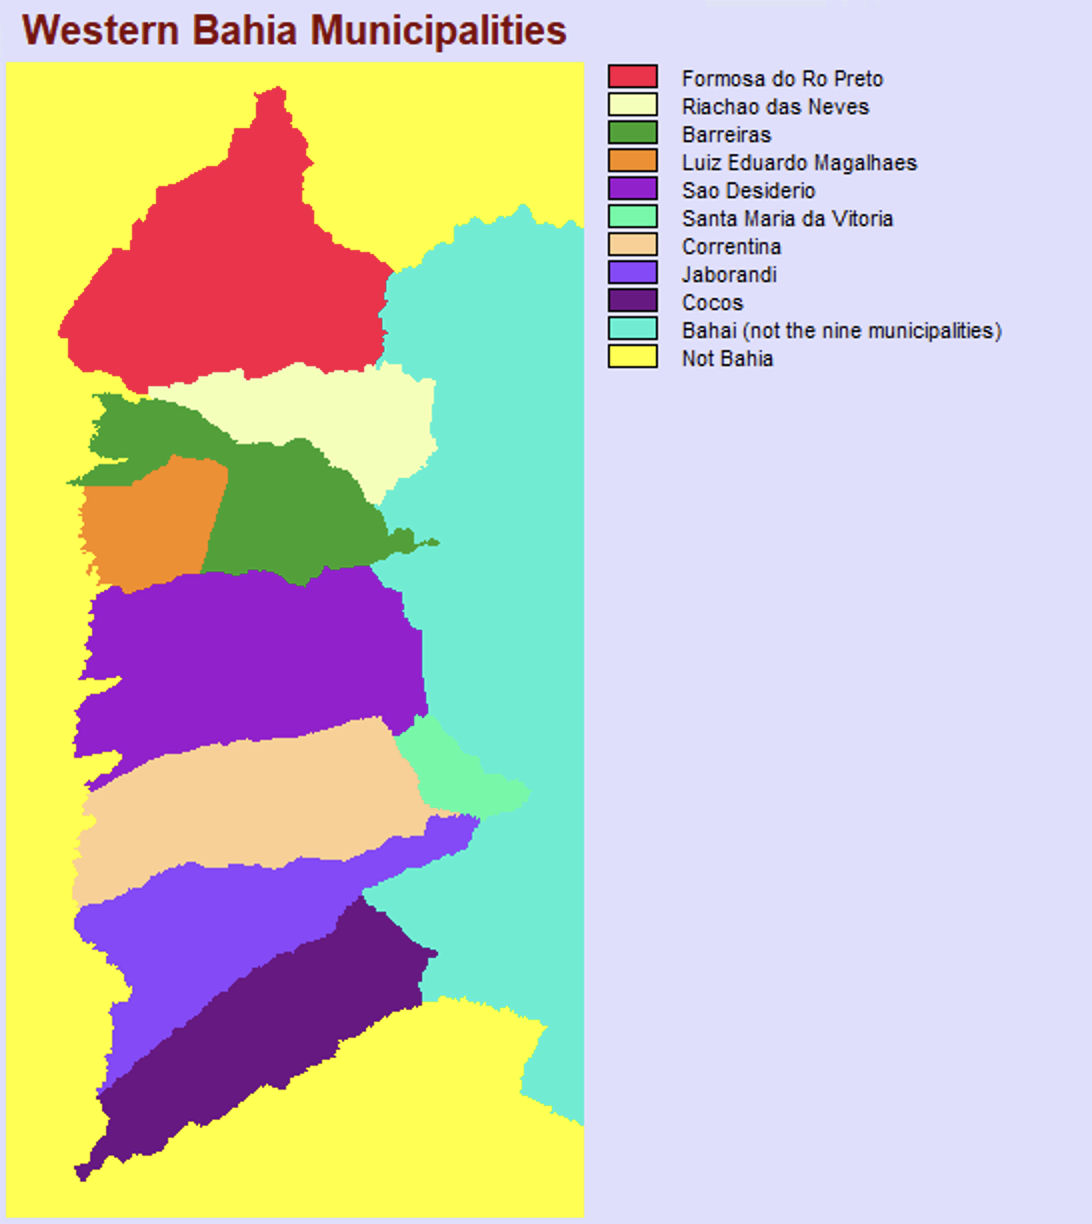 Western Bahia Municipalities
Formosa do Ro Preto
Riachao das Neves
Barreiras
Luiz Eduardo Magalhaes
Sao Desiderio
Santa Maria da Vitoria
Correntina
Jaborandi
Cocos
Bahai (not the nine municipalities)
Not Bahia